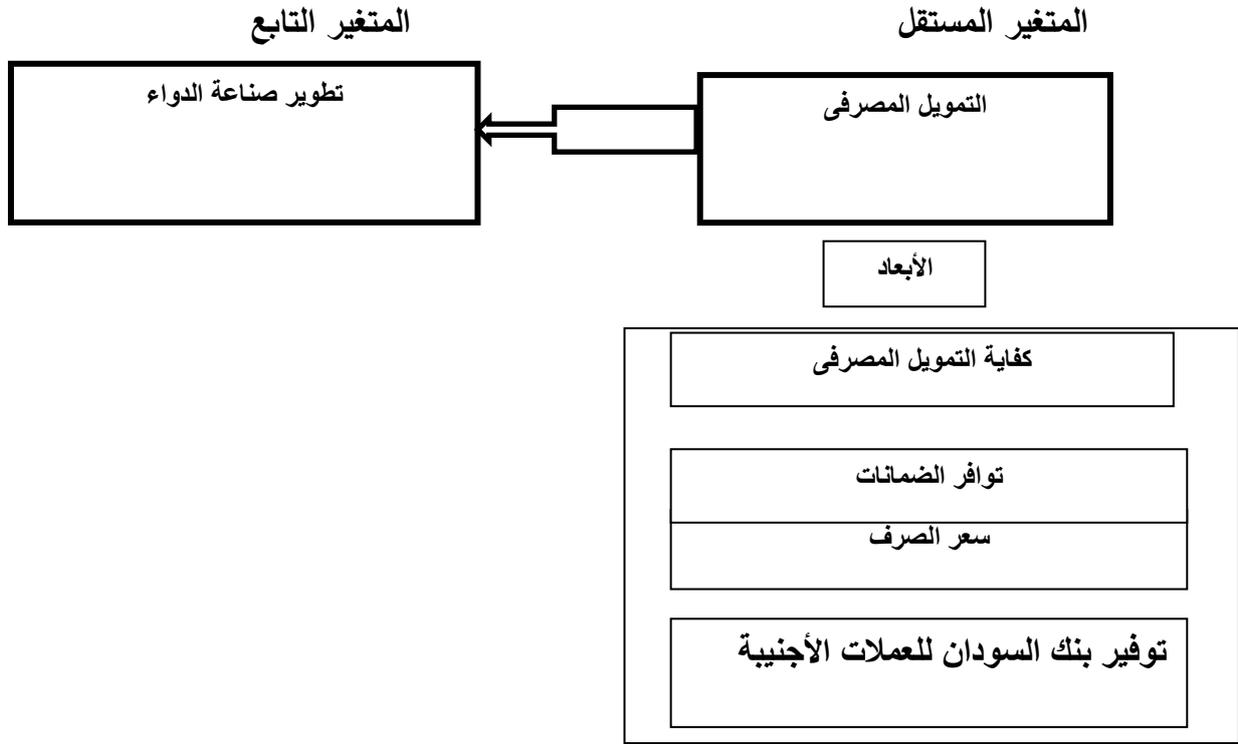 المتغير المستقل
المتغير التابع
التمويل المصرفى
تطوير صناعة الدواء
الأبعاد
كفاية التمويل المصرفى
توافر الضمانات
سعر الصرف
توفير بنك السودان للعملات الأجنيبة